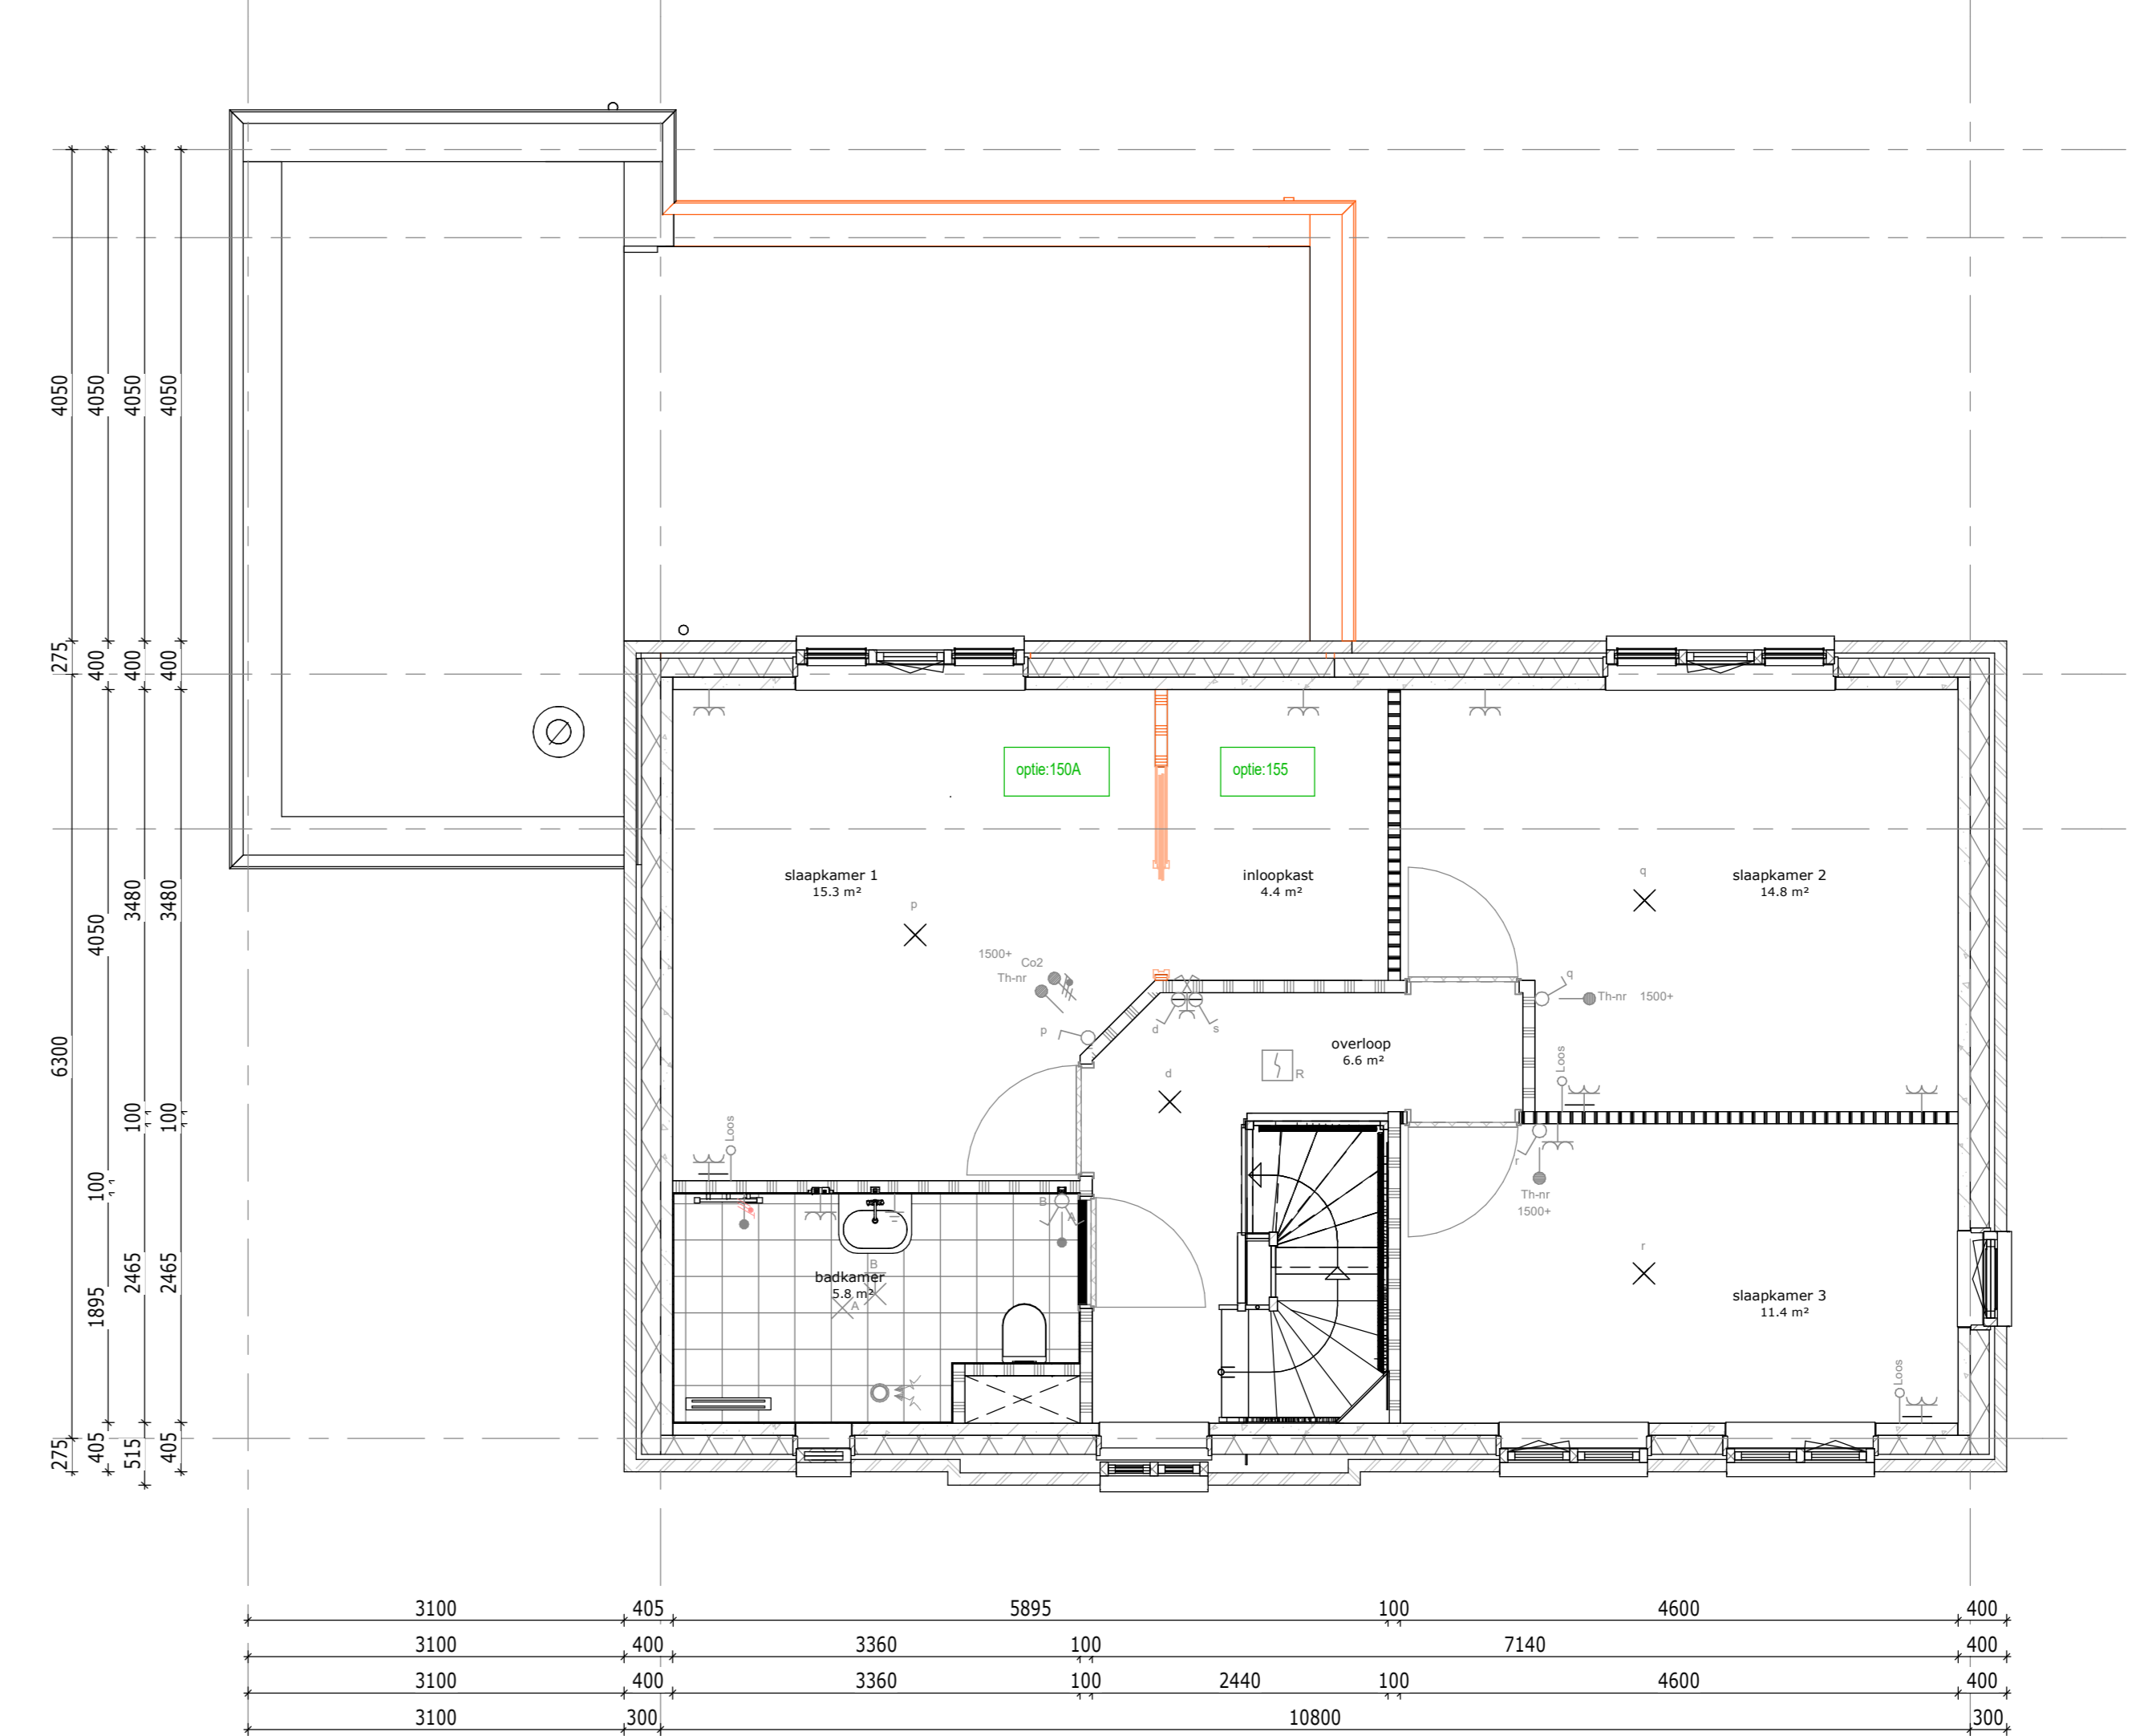 4050
4050
4050
4050
275
400
400
400
optie:150A
optie:155
slaapkamer 1
15.3 m²
inloopkast
4.4 m²
slaapkamer 2
14.8 m²
p
q
3480
3480
4050
1500+
Co2
Th-nr
p
d
s
q
Th-nr
1500+
overloop
6.6 m²
R
d
6300
100
100
100
Loos
Loos
r
Th-nr
1500+
B
A
2465
2465
1895
badkamer
5.8 m²
B
A
r
slaapkamer 3
11.4 m²
Loos
275
405
515
405
3100
405
5895
100
4600
400
3100
400
3360
100
7140
400
3100
400
3360
100
2440
100
4600
400
3100
300
10800
300